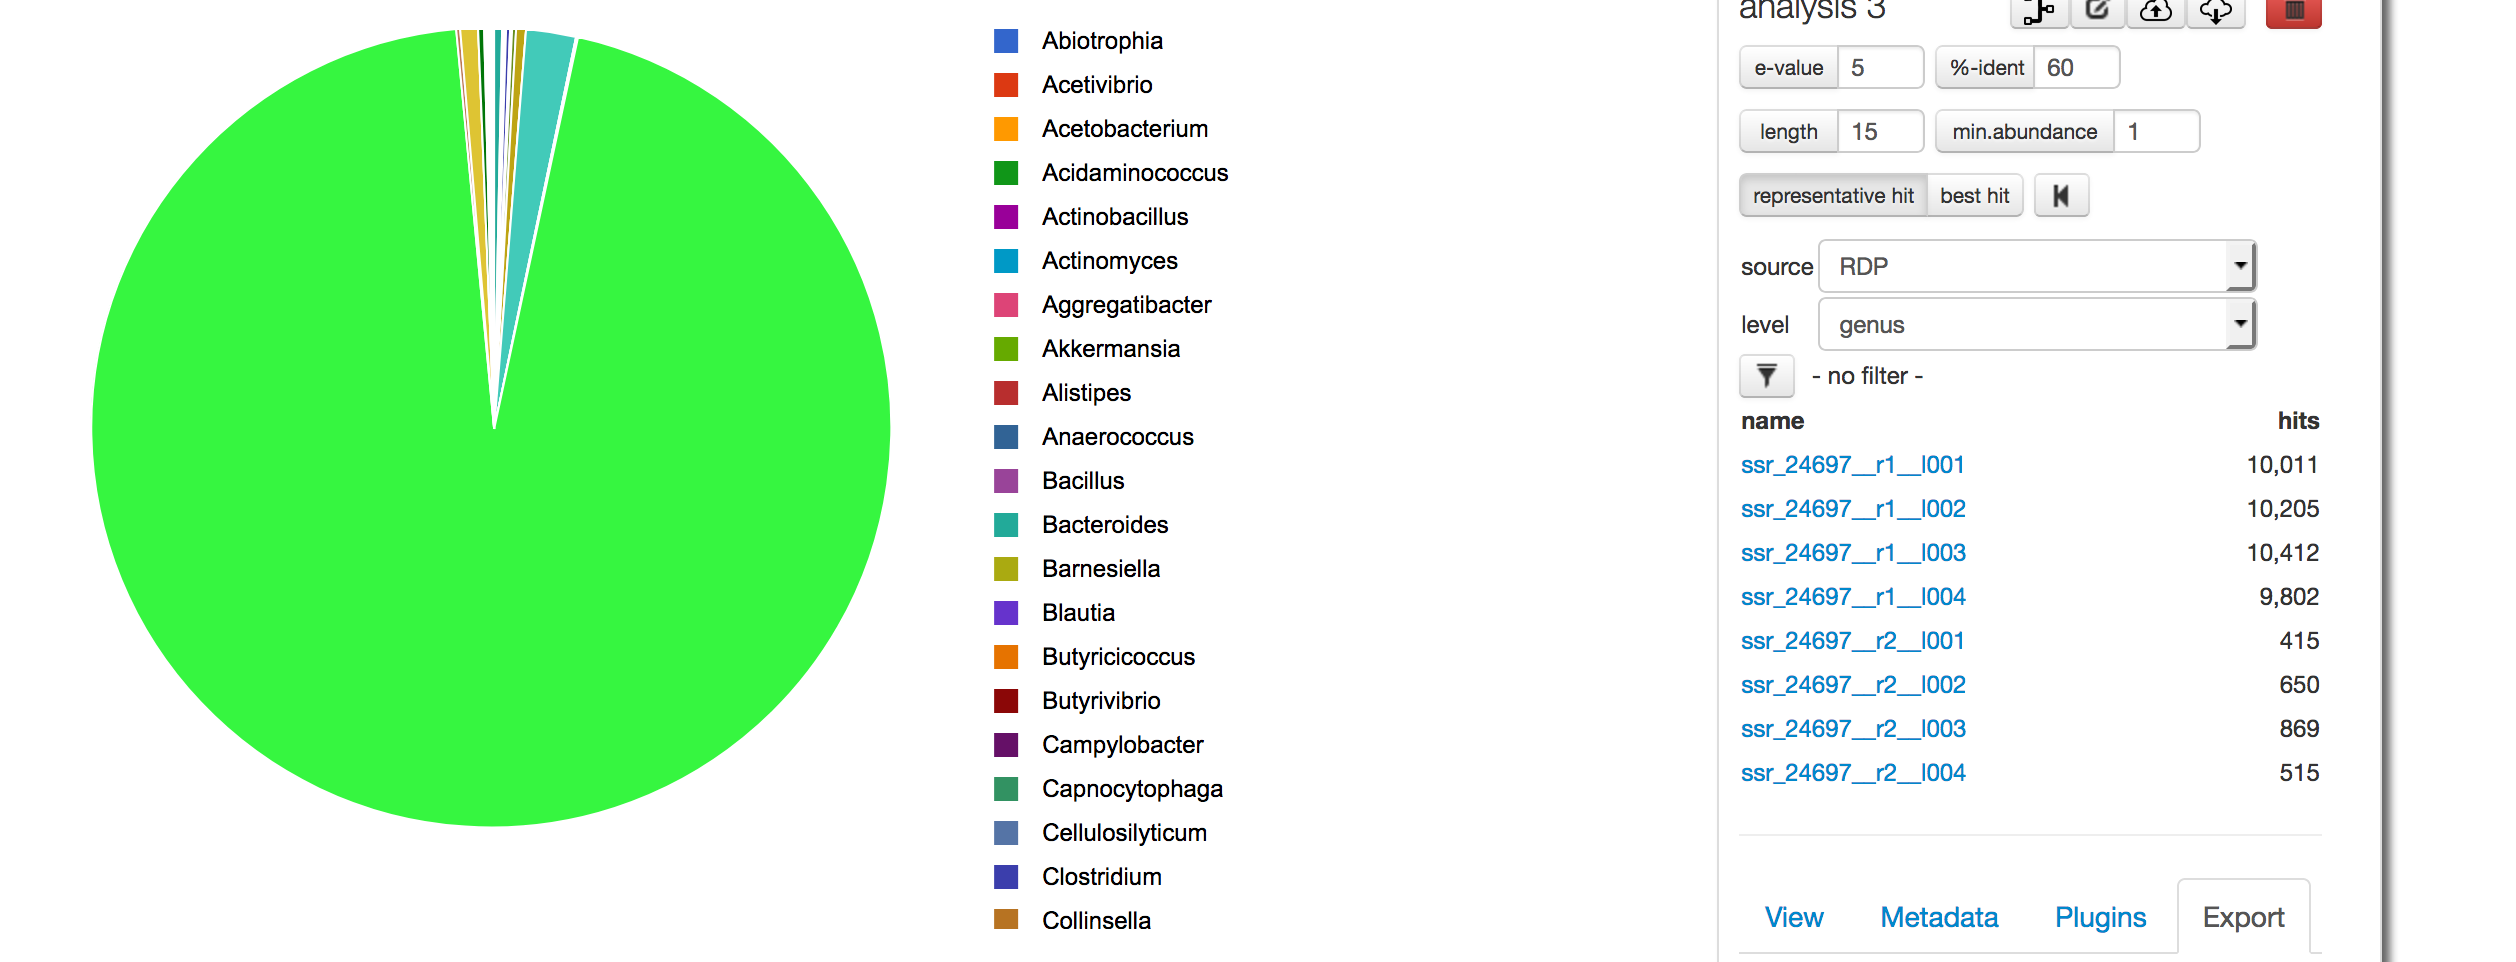 Abiotrophia
Acetivibrio
Acetobacterium
Acidaminococcus
Actinobacillus
Actinomyces
Aggregatibacter
Akkermansia
Alistipes
Anaerococcus
Bacillus
Bacteroides
Barnesiella
Blautia
Butyricicoccus
Butyrivibrio
Campylobacter
Capnocytophaga
Cellulosilyticum
Clostridium
Collinsella
analysis 3
e-value 5 %-ident 60
length 15 min.abundance 1
representative hit best hit
source RDP
level genus
- no filter -
name hits
ssr_24697__r1__l001 10,011
ssr_24697__r1__l002 10,205
ssr_24697__r1__l003 10,412
ssr_24697__r1__l004 9,802
ssr_24697__r2__l001 415
ssr_24697__r2__l002 650
ssr_24697__r2__l003 869
ssr_24697__r2__l004 515
View Metadata Plugins Export